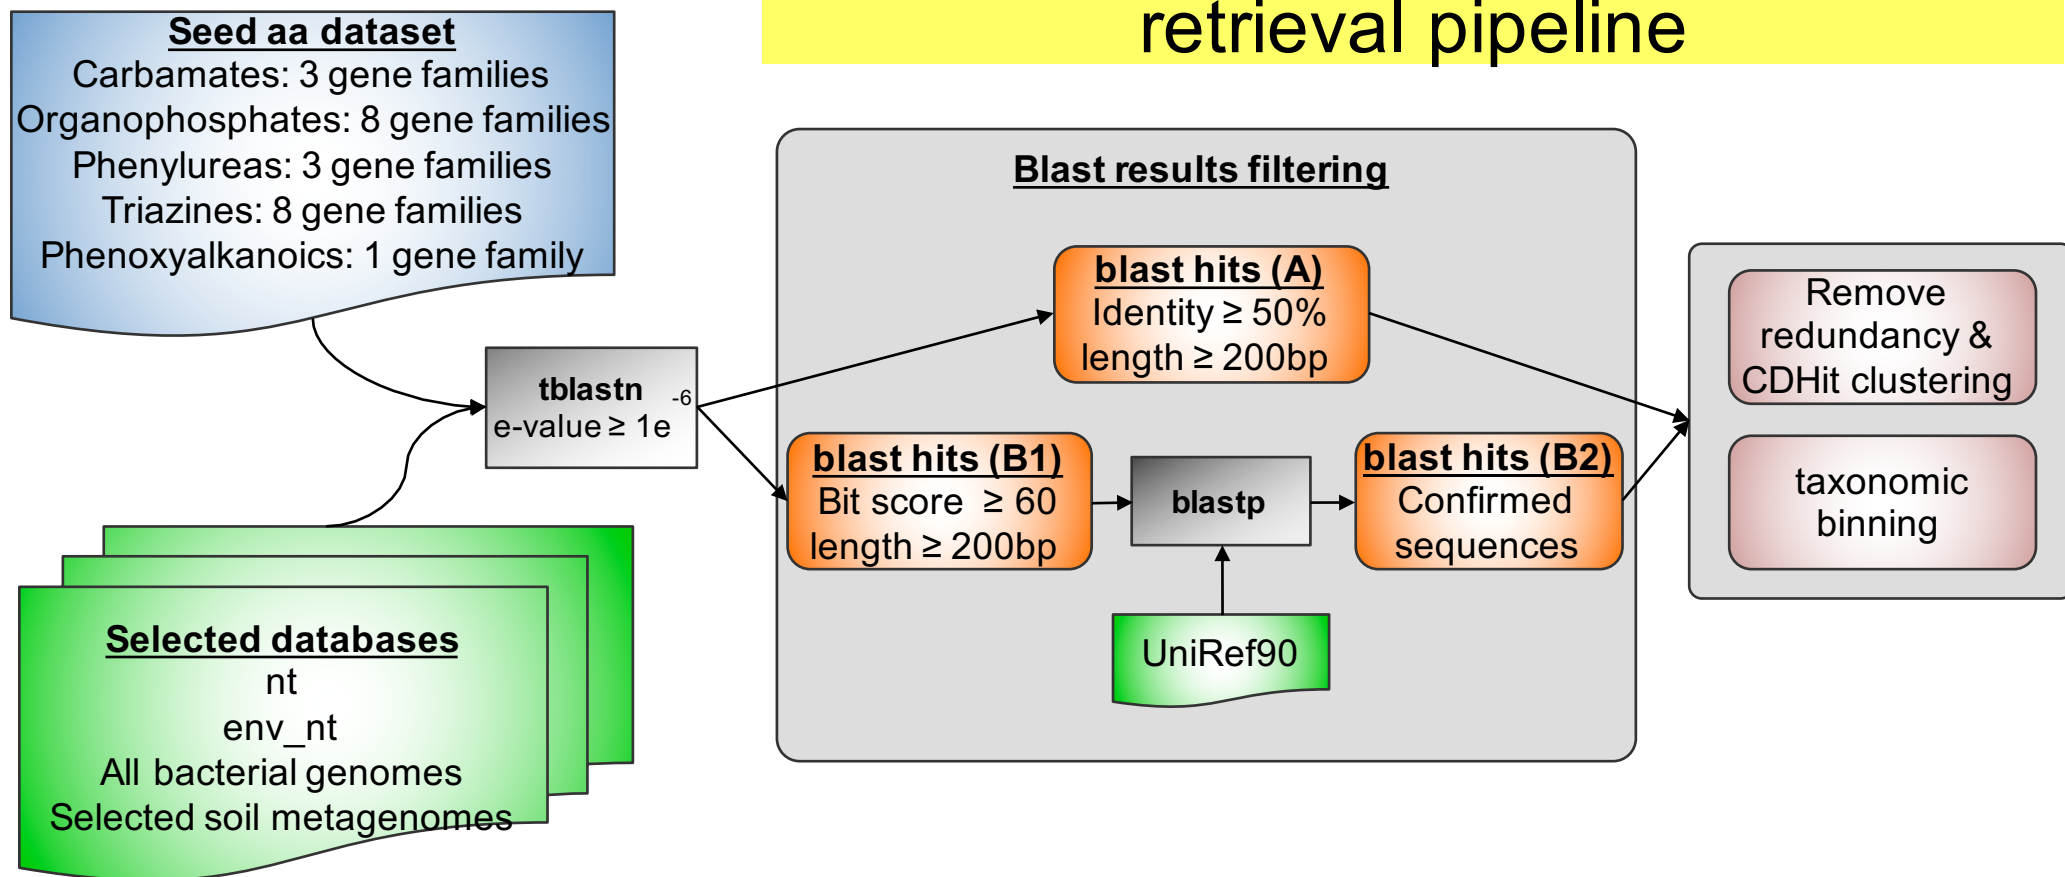 retrieval pipeline
Seed aa dataset
Carbamates: 3 gene families
Organophosphates: 8 gene families
Phenylureas: 3 gene families
Triazines: 8 gene families
Phenoxyalkanoics: 1 gene family
tblastn
e-value ≥ 1e -6
Selected databases
nt
env_nt
All bacterial genomes
Selected soil metagenomes
Blast results filtering
blast hits (A)
Identity ≥ 50%
length ≥ 200bp
blast hits (B1)
Bit score ≥ 60
length ≥ 200bp
blastp
UniRef90
blast hits (B2)
Confirmed
sequences
Remove
redundancy &
CDHit clustering
taxonomic
binning